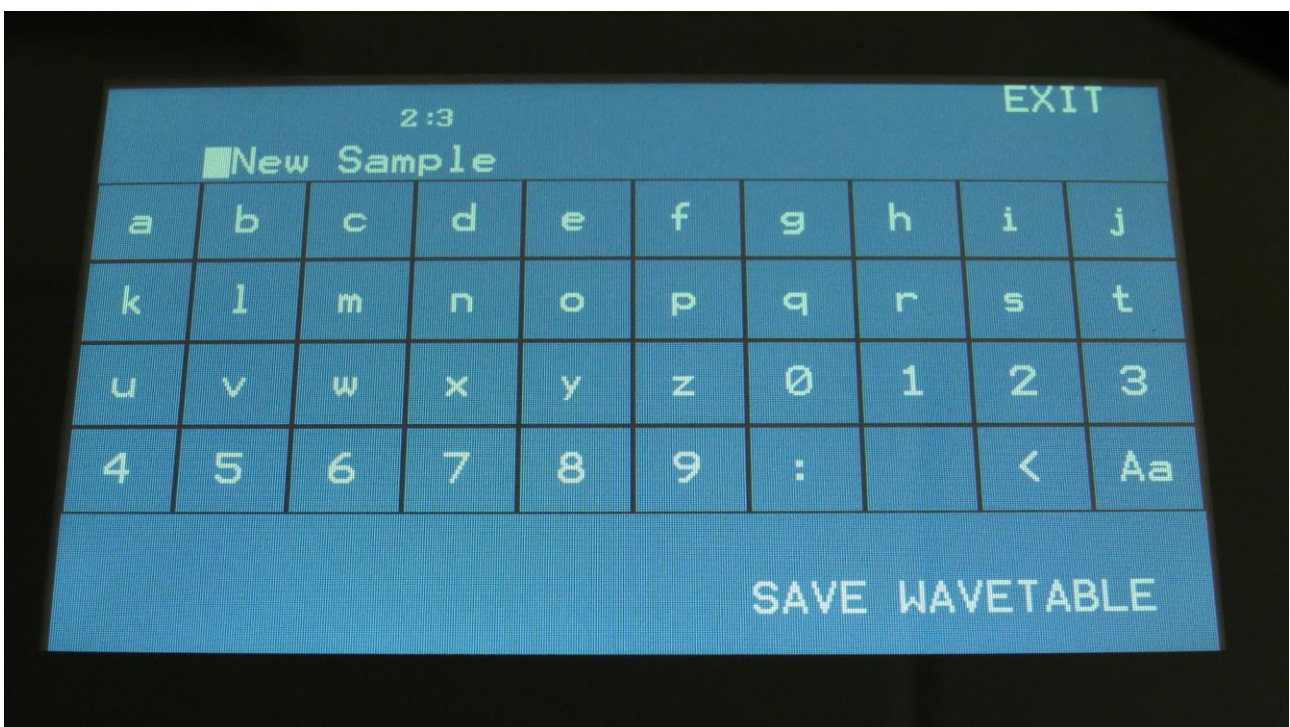 EXIT
2:3
New Sample
a b c d e f g h i j
k l m n o p q r s t
u v w x y z 0 1 2 3
4 5 6 7 8 9 : < Aa
SAVE WAVETABLE